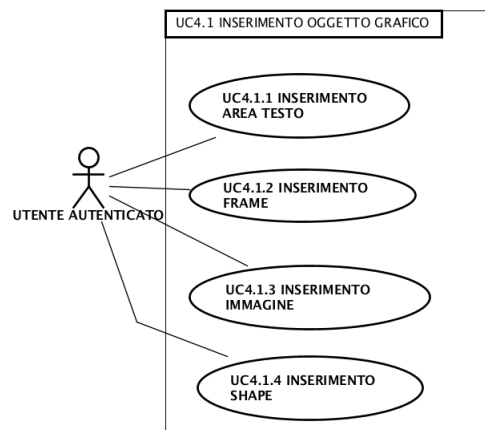 UC4.1 INSERIMENTO OGGETTO GRAFICO
UC4.1.1 INSERIMENTO
AREA TESTO
UC4.1.2 INSERIMENTO
FRAME
UTENTE AUTENTICATO
UC4.1.3 INSERIMENTO
IMMAGINE
UC4.1.4 INSERIMENTO
SHAPE